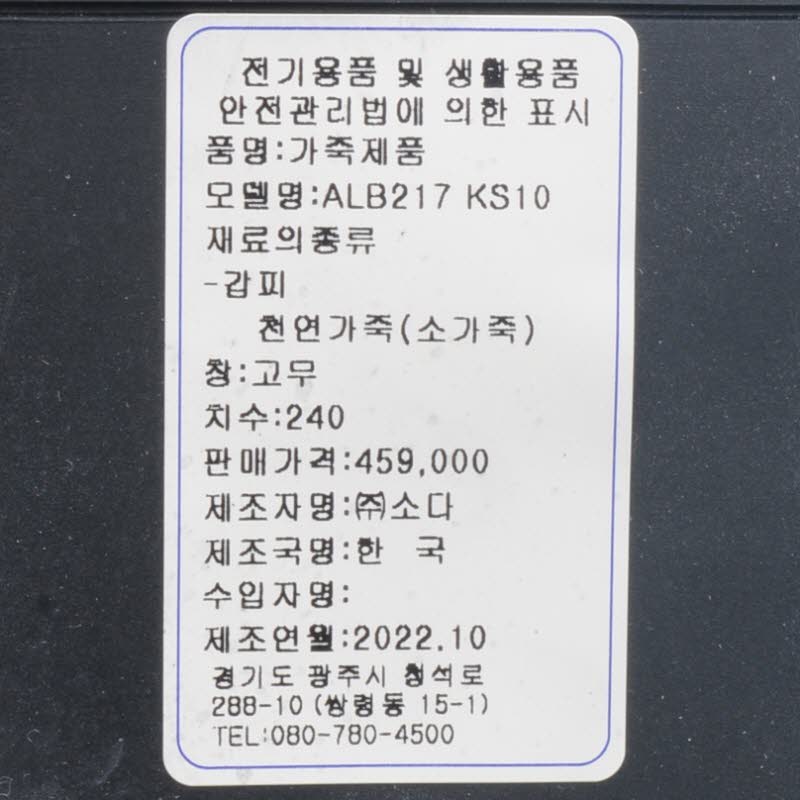 전기용품 및 생활용품
안전관리법에 의한 표시
품명:가죽제품
모델명:ALB217 KS10
재료의종류
-갑피
천연가죽(소가죽)
창:고무
치수:240
판매가격:459,000
제조자명:㈜소다
제조국명:한 국
수입자명:
제조연월:2022.10
경기도 광주시 청석로
288-10 (쌍령동 15-1)
TEL:080-780-4500